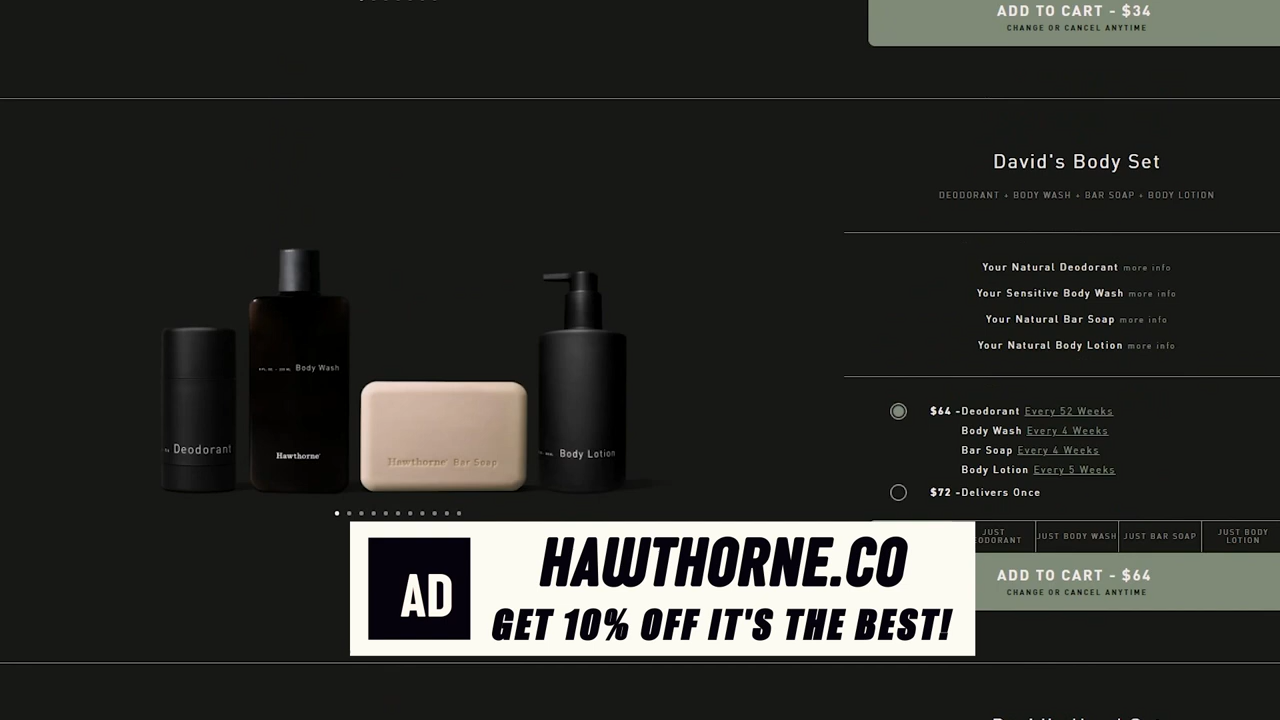 ADD TO CART - $34
CHANGE OR CANCEL ANYTIME
David's Body Set
DEODORANT + BODY WASH + BAR SOAP + BODY LOTION
Your Natural Deodorant more info
Your Sensitive Body Wash more info
Your Natural Bar Soap more info
Your Natural Body Lotion more info
Body Wash
Hawthorne
Deodorant
Hawthorne Bar Soap
Body Lotion
$64 -Deodorant Every 52 Weeks
Body Wash Every 4 Weeks
Bar Soap Every 4 Weeks
Body Lotion Every 5 Weeks
$72 -Delivers Once
JUST
JUST BODY WASH
JUST BAR SOAP
JUST BODY
LOTION
ADD TO CART - $64
CHANGE OR CANCEL ANYTIME
AD
HAWTHORNE.CO
GET 10% OFF IT'S THE BEST!